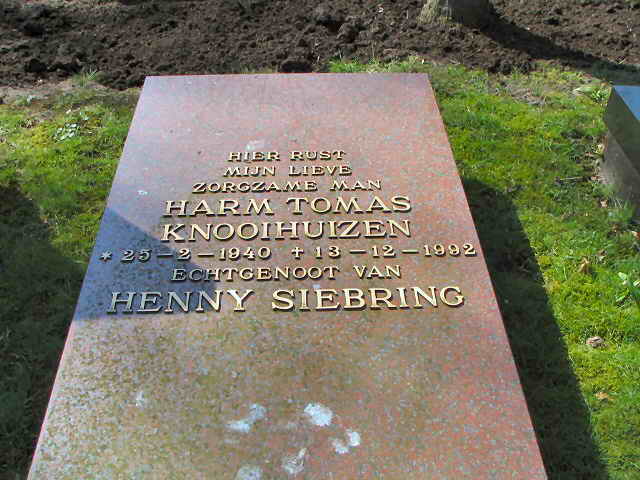 HIER RUST
MIJN LIEVE
ZORGZAME MAN
HARM TOMAS
KNOOIHUIZEN
* 25-2-1940 ✝ 13-12-1992
ECHTGENOOT VAN
HENNY SIEBRING